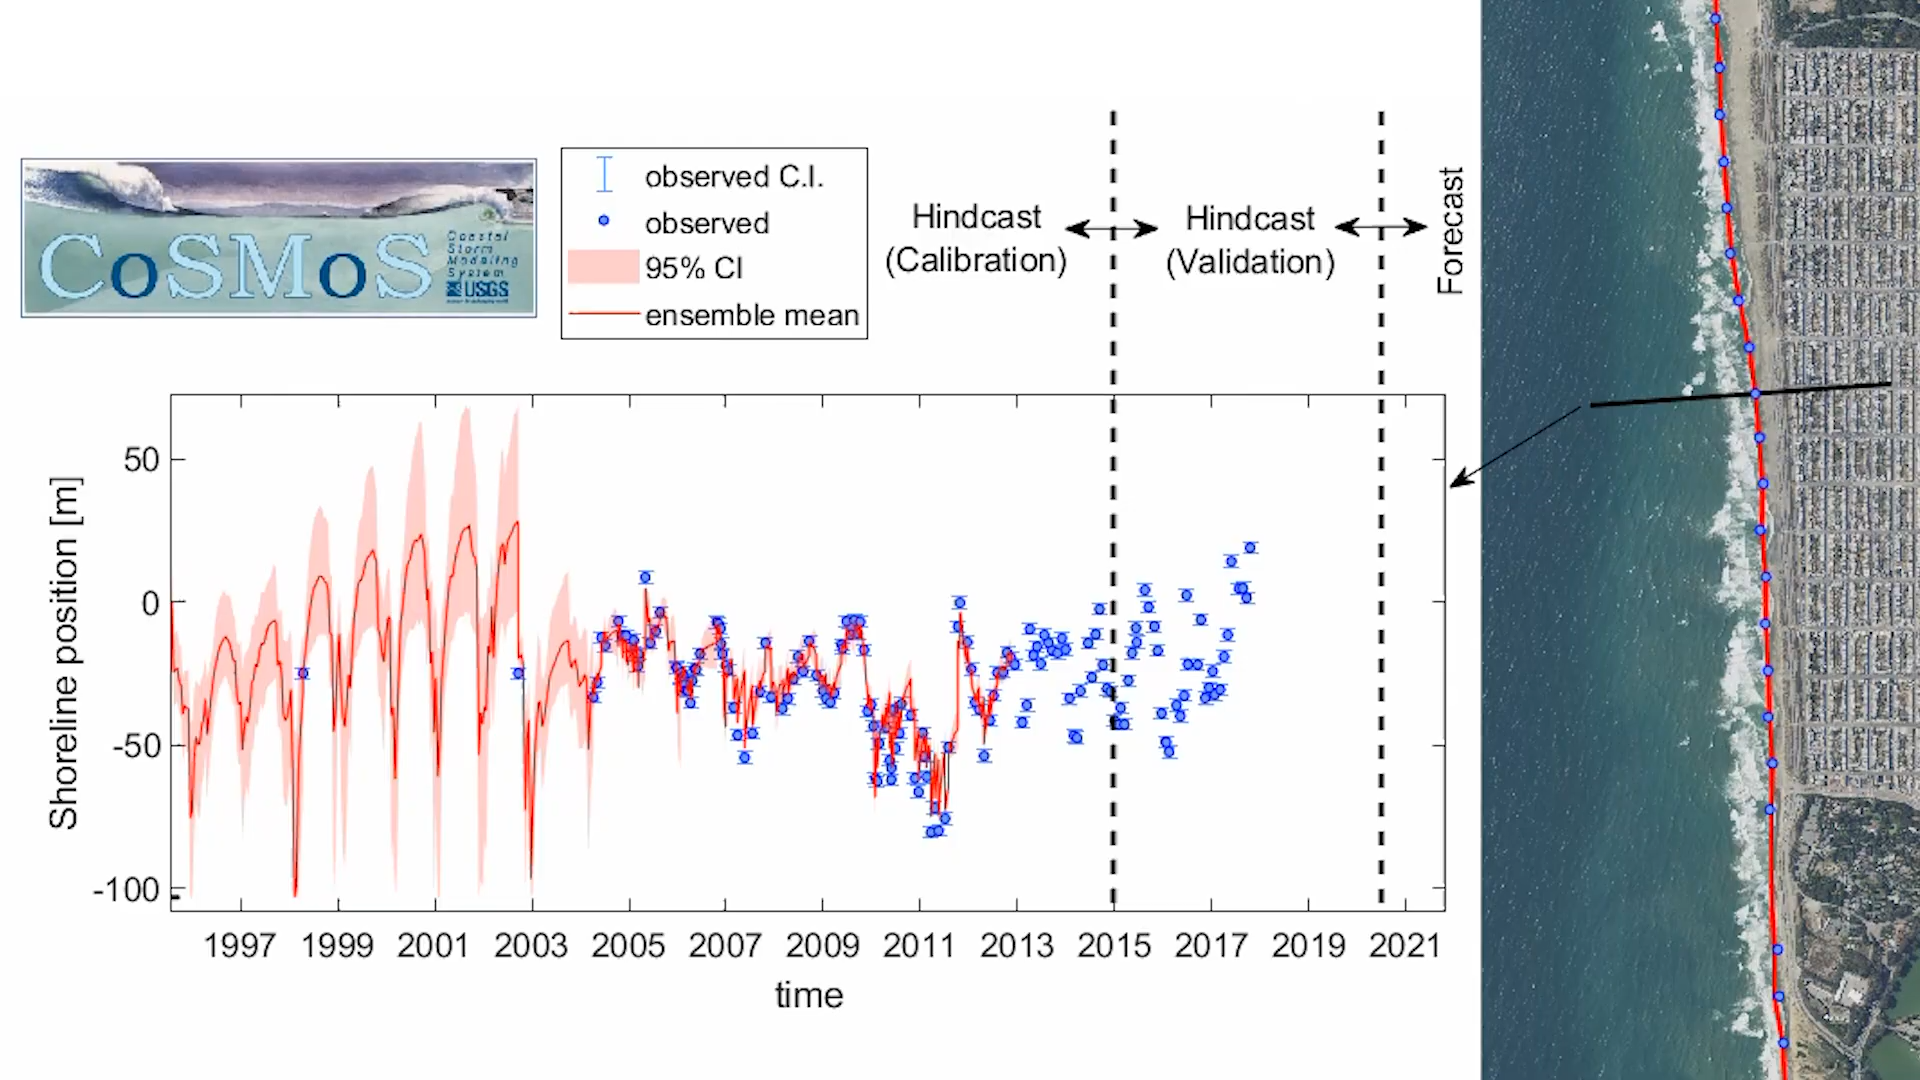 CoSMoS
Coastal
Storm
Modeling
System
USGS
observed C.I.
observed
95% CI
ensemble mean
Hindcast
(Calibration)
Hindcast
(Validation)
Forecast
Shoreline position [m]
50
0
-50
-100
1997 1999 2001 2003 2005 2007 2009 2011 2013 2015 2017 2019 2021
time